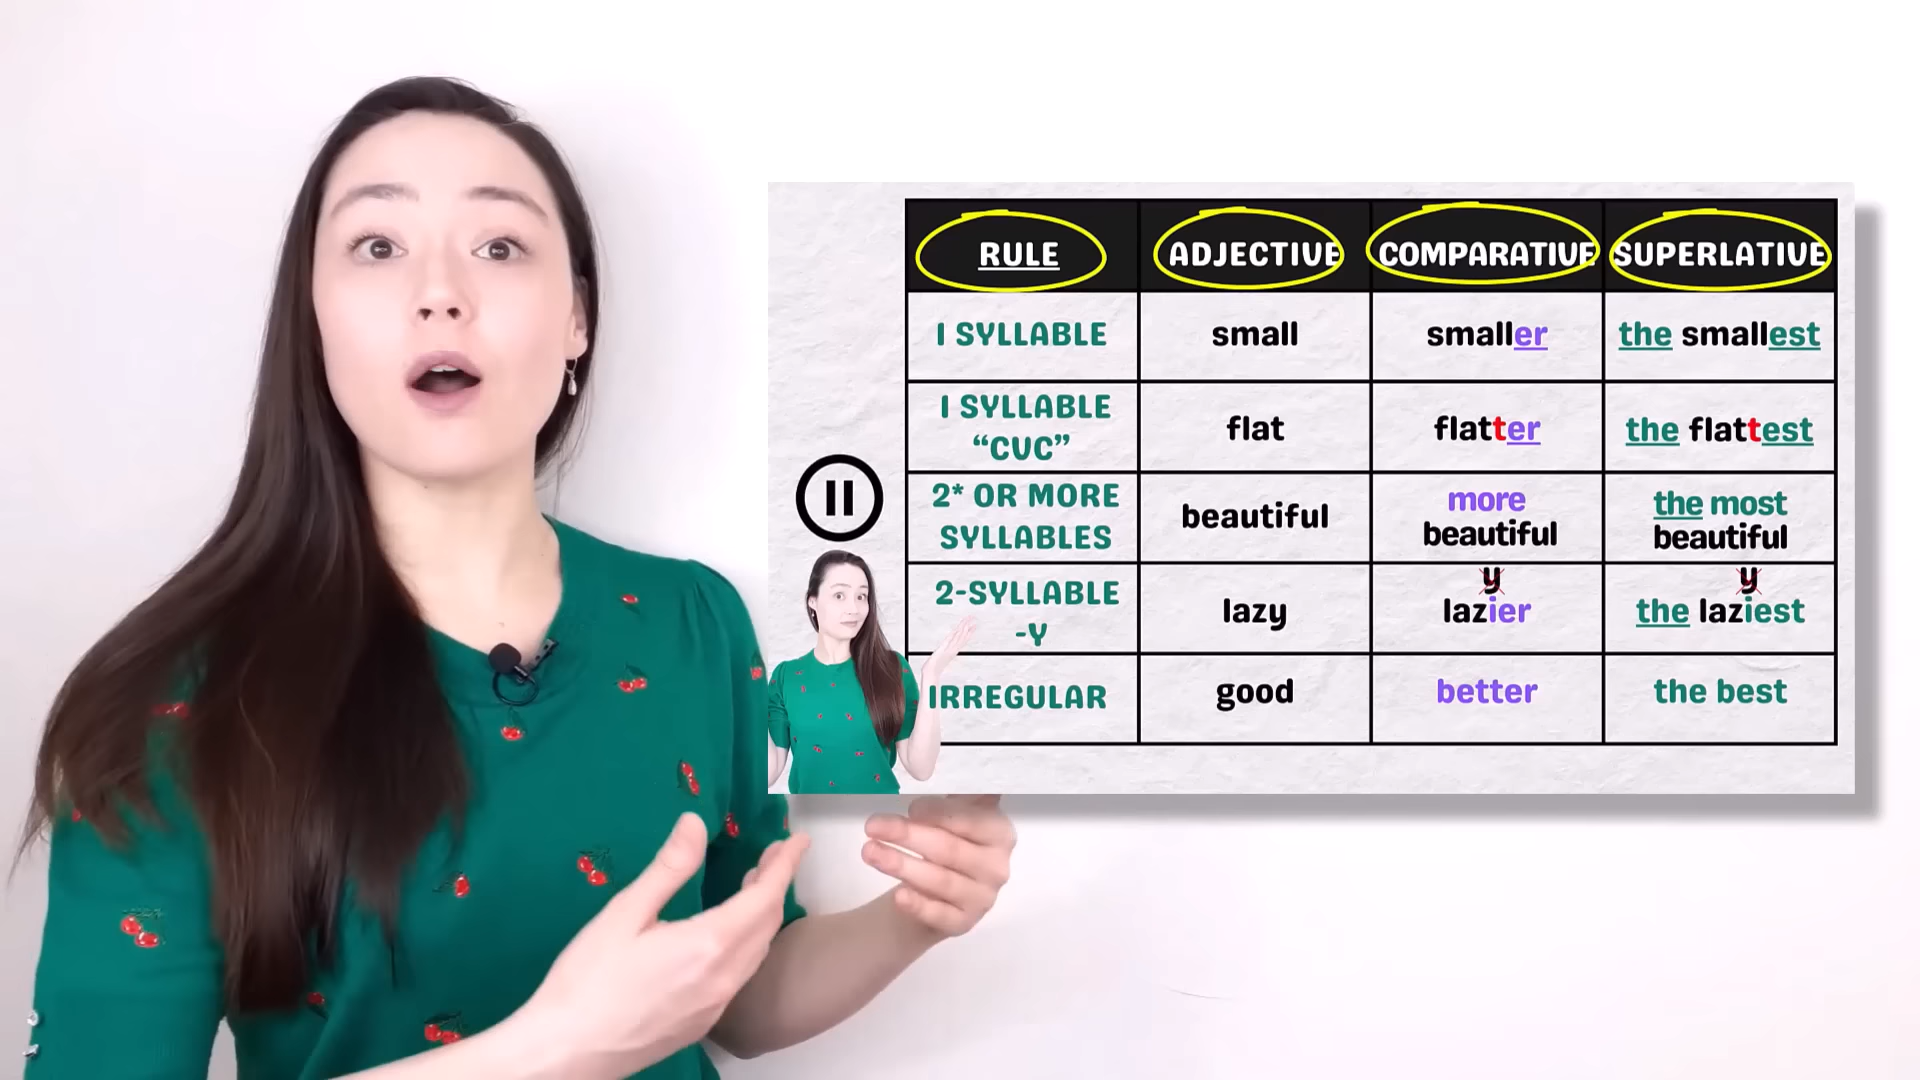 RULE ADJECTIVE COMPARATIVE SUPERLATIVE
1 SYLLABLE small smaller the smallest
1 SYLLABLE
“CVC” flat flatter the flattest
2* OR MORE
SYLLABLES beautiful more
beautiful the most
beautiful
2-SYLLABLE
-Y lazy y
lazier y
the laziest
IRREGULAR good better the best